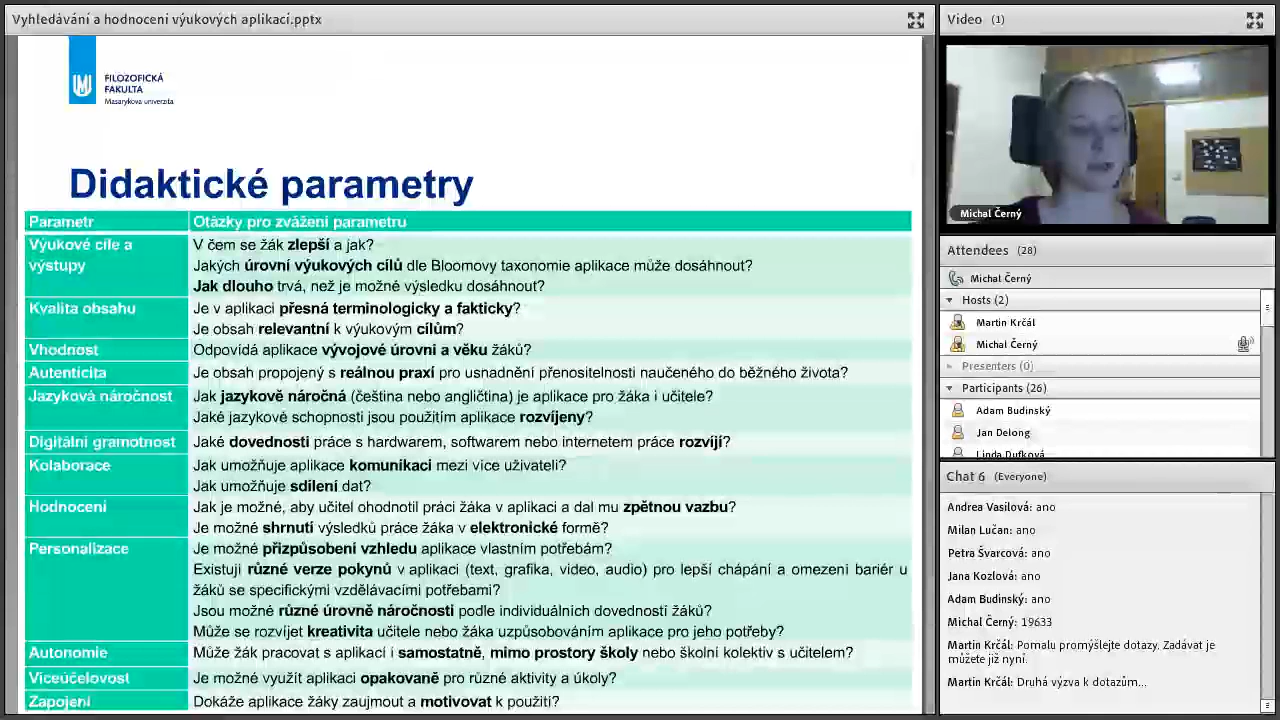 Vyhledávání a hodnocení výukových aplikací.pptx
FILOZOFICKÁ
FAKULTA
Masarykova univerzita
Didaktické parametry
Parametr
Otázky pro zvážení parametru
Výukové cíle a
výstupy
V čem se žák zlepší a jak?
Jakých úrovní výukových cílů dle Bloomovy taxonomie aplikace může dosáhnout?
Jak dlouho trvá, než je možné výsledku dosáhnout?
Kvalita obsahu
Je v aplikaci přesná terminologicky a fakticky?
Je obsah relevantní k výukovým cílům?
Vhodnost
Odpovídá aplikace vývojové úrovni a věku žáků?
Autenticita
Je obsah propojený s reálnou praxí pro usnadnění přenositelnosti naučeného do běžného života?
Jazyková náročnost
Jak jazykově náročná (čeština nebo angličtina) je aplikace pro žáka i učitele?
Jaké jazykové schopnosti jsou použitím aplikace rozvíjeny?
Digitální gramotnost
Jaké dovednosti práce s hardwarem, softwarem nebo internetem práce rozvíjí?
Kolaborace
Jak umožňuje aplikace komunikaci mezi více uživateli?
Jak umožňuje sdílení dat?
Hodnocení
Jak je možné, aby učitel ohodnotil práci žáka v aplikaci a dal mu zpětnou vazbu?
Je možné shrnutí výsledků práce žáka v elektronické formě?
Personalizace
Je možné přizpůsobení vzhledu aplikace vlastním potřebám?
Existují různé verze pokynů v aplikaci (text, grafika, video, audio) pro lepší chápání a omezení bariér u
žáků se specifickými vzdělávacími potřebami?
Jsou možné různé úrovně náročnosti podle individuálních dovedností žáků?
Může se rozvíjet kreativita učitele nebo žáka uzpůsobováním aplikace pro jeho potřeby?
Autonomie
Může žák pracovat s aplikací i samostatně, mimo prostory školy nebo školní kolektiv s učitelem?
Víceúčelovost
Je možné využít aplikaci opakovaně pro různé aktivity a úkoly?
Zapojení
Dokáže aplikace žáky zaujmout a motivovat k použití?
Video (1)
Michal Černý
Attendees (28)
Michal Černý
Hosts (2)
Martin Krčál
Michal Černý
Presenters (0)
Participants (26)
Adam Budínský
Jan Delong
Linda Dufková
Chat 6 (Everyone)
Andrea Vasilová: ano
Milan Lučan: ano
Petra Švarcová: ano
Jana Kozlová: ano
Adam Budínský: ano
Michal Černý: 19633
Martin Krčál: Pomalu promýšlejte dotazy. Zadávat je
můžete již nyní.
Martin Krčál: Druhá výzva k dotazům...